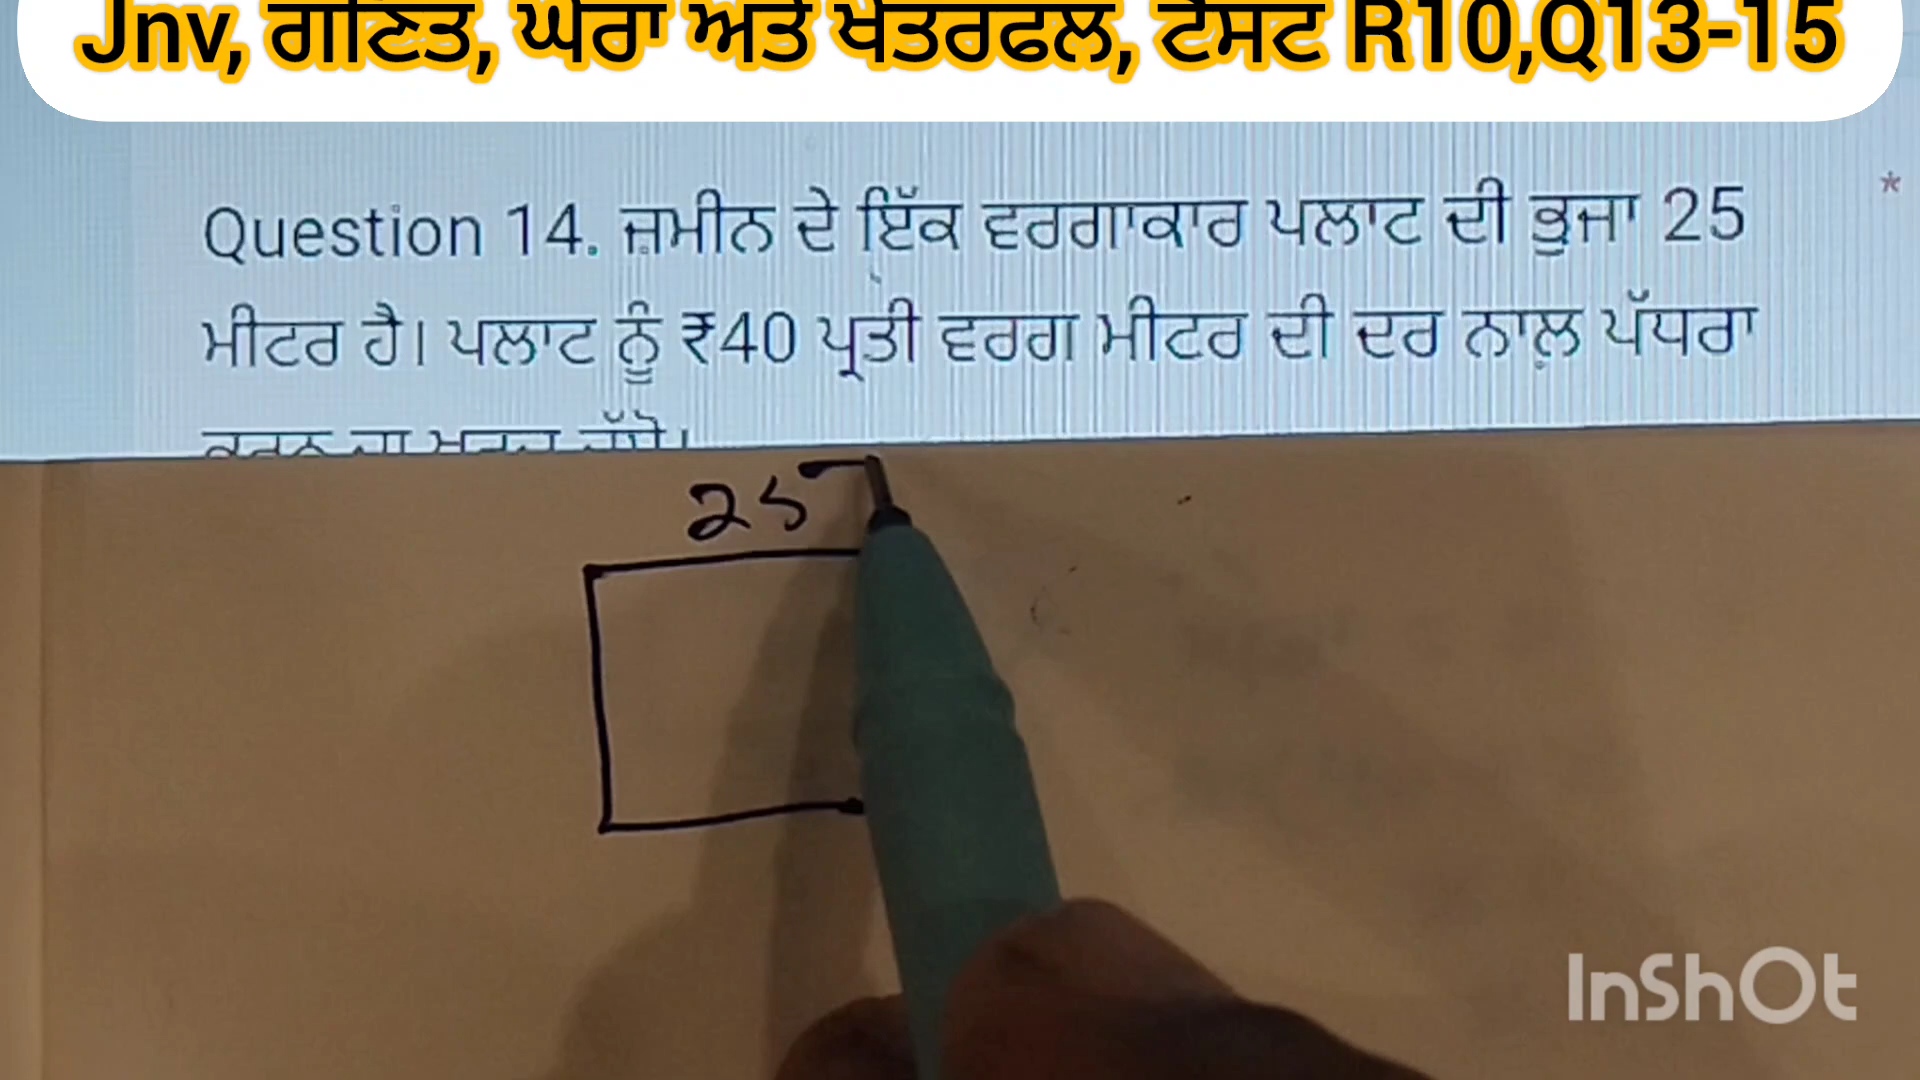 Jnv, ਗਣਿਤ, ਘੇਰਾ ਅਤੇ ਖੇਤਰਫਲ, ਟੈਸਟ R10,Q13-15
Question 14. ਜ਼ਮੀਨ ਦੇ ਇੱਕ ਵਰਗਾਕਾਰ ਪਲਾਟ ਦੀ ਭੁਜਾ 25 *
ਮੀਟਰ ਹੈ। ਪਲਾਟ ਨੂੰ ₹40 ਪ੍ਰਤੀ ਵਰਗ ਮੀਟਰ ਦੀ ਦਰ ਨਾਲ਼ ਪੱਧਰਾ
25
InShOt